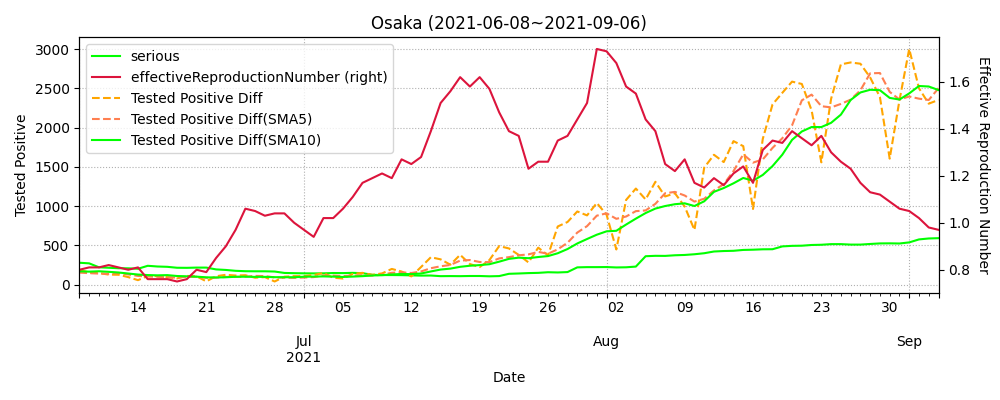 Osaka (2021-06-08~2021-09-06)
serious
effectiveReproductionNumber (right)
Tested Positive Diff
Tested Positive Diff(SMA5)
Tested Positive Diff(SMA10)
Tested Positive
3000
2500
2000
1500
1000
500
0
1.6
1.4
1.2
1.0
0.8
Effective Reproduction Number
14 21 28 05 12 19 26 02 09 16 23 30
Jul Aug Sep
2021
Date